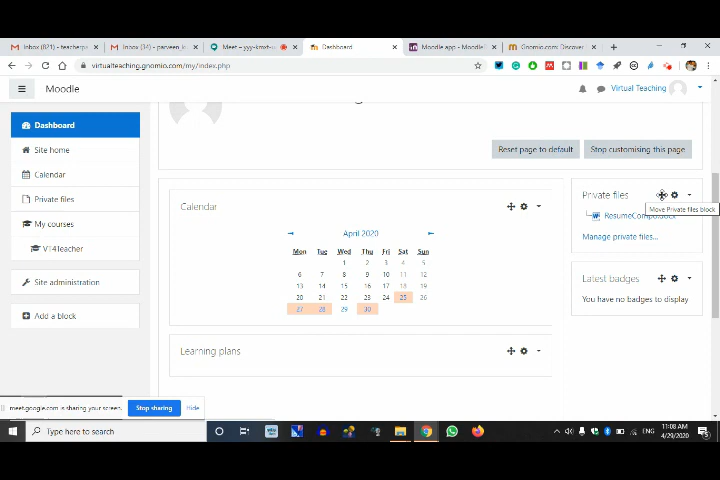 Inbox (821) - teacherpa
Inbox (34) - parveen_lo
Meet – yyy-kmxt-v
Dashboard
Moodle app - MoodleD
Gnomio.com: Discover
virtualteaching.gnomio.com/my/index.php
Moodle
Virtual Teaching
Dashboard
Site home
Calendar
Private files
My courses
V14Teacher
Site administration
Add a block
Reset page to default
Stop customising this page
Calendar
April 2020
Mon Tue Wed Thu Fri Sat Sun
1 2 3 4 5
6 7 8 9 10 11 12
13 14 15 16 17 18 19
20 21 22 23 24 25 26
27 28 29 30
Learning plans
Private files
Move Private files block
Manage private files...
Latest badges
You have no badges to display
meet.google.com is sharing your screen.
Stop sharing
Hide
Type here to search
ENG
11:08 AM
4/29/2020
5